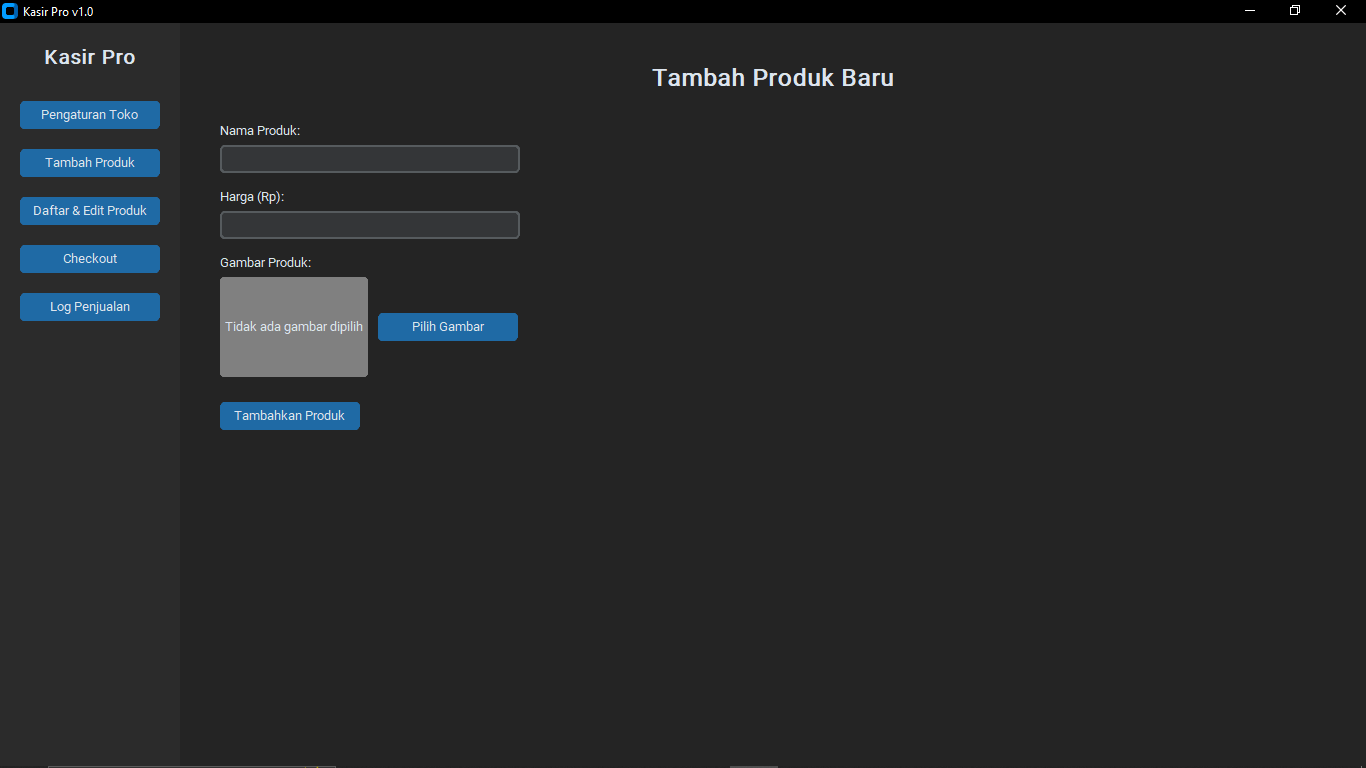 Kasir Pro v1.0
Kasir Pro
Pengaturan Toko
Tambah Produk
Daftar & Edit Produk
Checkout
Log Penjualan
Tambah Produk Baru
Nama Produk:
Harga (Rp):
Gambar Produk:
Tidak ada gambar dipilih
Pilih Gambar
Tambahkan Produk